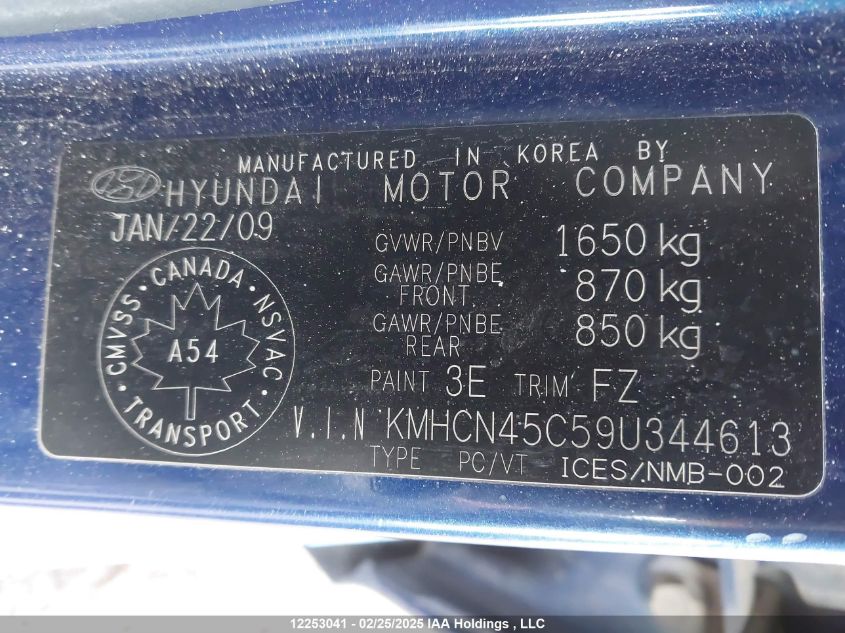 MANUFACTURED IN KOREA BY
HYUNDAI MOTOR COMPANY
JAN/22/09
GVWR/PNBV 1650 kg
GAWR/PNBE FRONT 870 kg
GAWR/PNBE REAR 850 kg
CMVSS · CANADA · NSVAC · TRANSPORT ·
A54
PAINT 3E TRIM FZ
V.I.N KMHCN45C59U344613
TYPE PC/VT ICES/NMB-002
12253041 - 02/25/2025 IAA Holdings , LLC